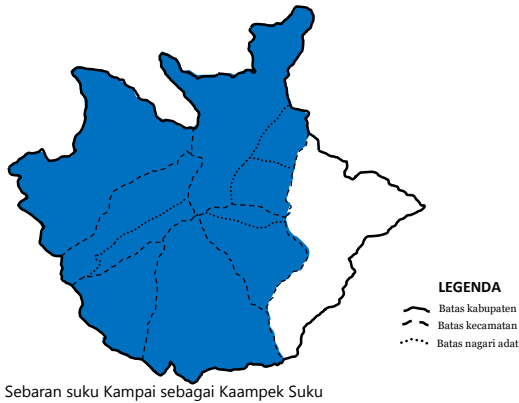 LEGENDA
Batas kabupaten
Batas kecamatan
Batas nagari adat
Sebaran suku Kampai sebagai Kaampek Suku